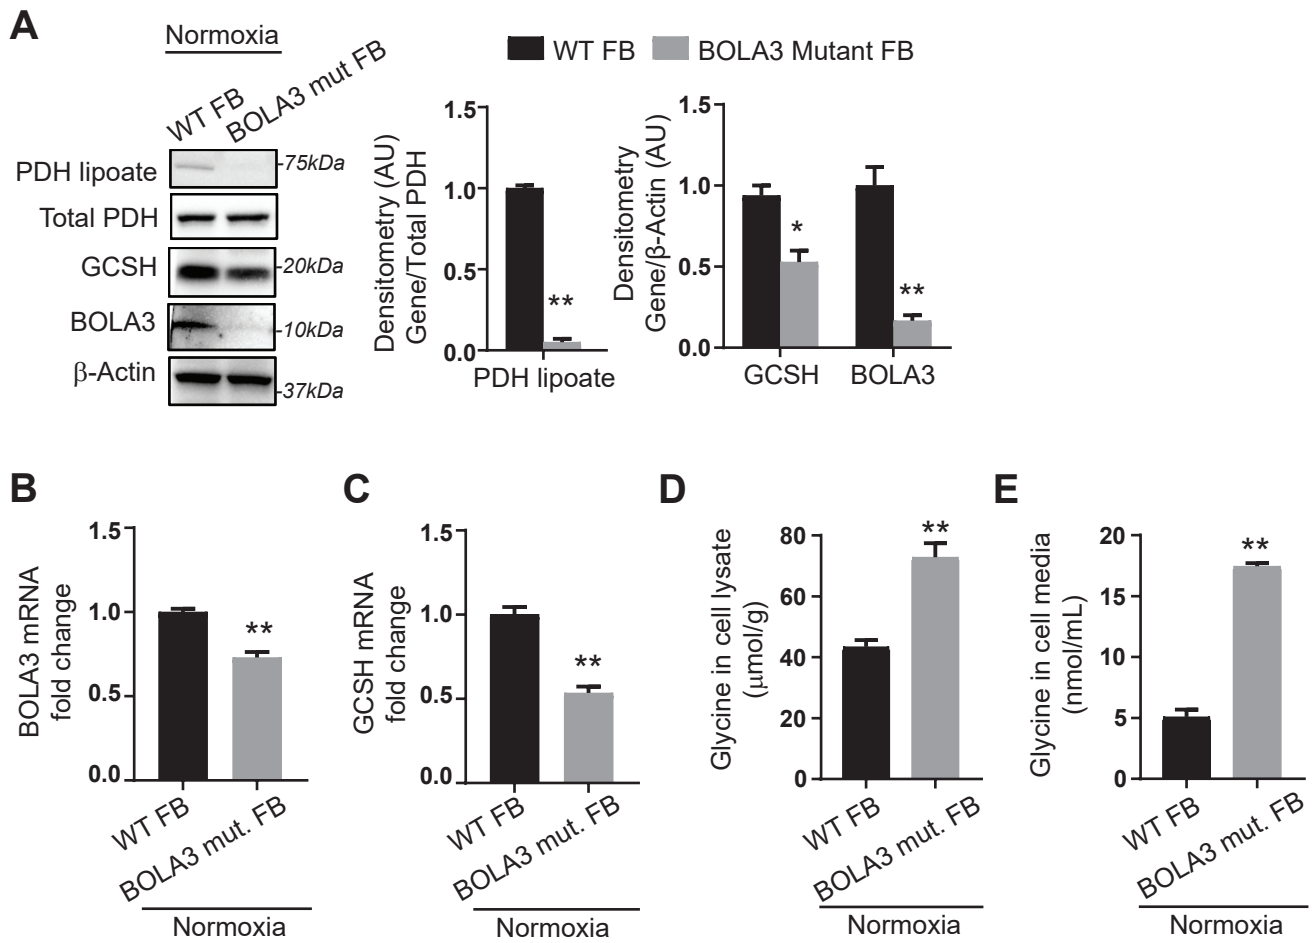 A
Normoxia
WT FB
BOLA3 mut FB
PDH lipoate
-75kDa
Total PDH
GCSH
-20kDa
BOLA3
-10kDa
β-Actin
-37kDa
WT FB
BOLA3 Mutant FB
Densitometry (AU)
Gene/Total PDH
1.5
1.0
0.5
0.0
**
PDH lipoate
Densitometry
Gene/β-Actin (AU)
1.5
1.0
0.5
0.0
*
**
GCSH
BOLA3
B
BOLA3 mRNA
fold change
1.5
1.0
0.5
0.0
**
WT FB
BOLA3 mut. FB
Normoxia
C
GCSH mRNA
fold change
1.5
1.0
0.5
0.0
**
WT FB
BOLA3 mut. FB
Normoxia
D
Glycine in cell lysate
(μmol/g)
80
60
40
20
0
**
WT FB
BOLA3 mut. FB
Normoxia
E
Glycine in cell media
(nmol/mL)
20
15
10
5
0
**
WT FB
BOLA3 mut. FB
Normoxia